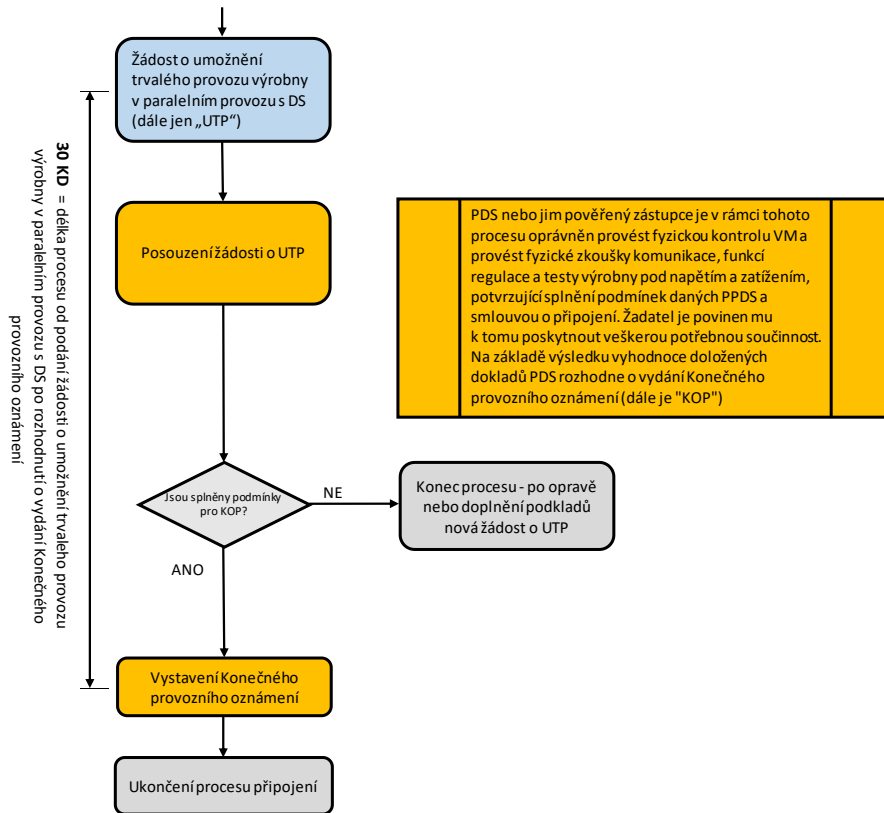 Žádost o umožnění
trvalého provozu výrobny
v paralelním provozu s DS
(dále jen „UTP“)
30 KD = délka procesu od podání žádosti o umožnění trvalého provozu
výrobny v paralelním provozu s DS po rozhodnutí o vydání Konečného
provozního oznámení
Posouzení žádosti o UTP
PDS nebo jim pověřený zástupce je v rámci tohoto
procesu oprávněn provést fyzickou kontrolu VM a
provést fyzické zkoušky komunikace, funkcí
regulace a testy výrobny pod napětím a zatížením,
potvrzující splnění podmínek daných PPDS a
smlouvou o připojení. Žadatel je povinen mu
k tomu poskytnout veškerou potřebnou součinnost.
Na základě výsledku vyhodnoce doložených
dokladů PDS rozhodne o vydání Konečného
provozního oznámení (dále je "KOP")
Jsou splněny podmínky
pro KOP?
NE
Konec procesu - po opravě
nebo doplnění podkladů
nová žádost o UTP
ANO
Vystavení Konečného
provozního oznámení
Ukončení procesu připojení